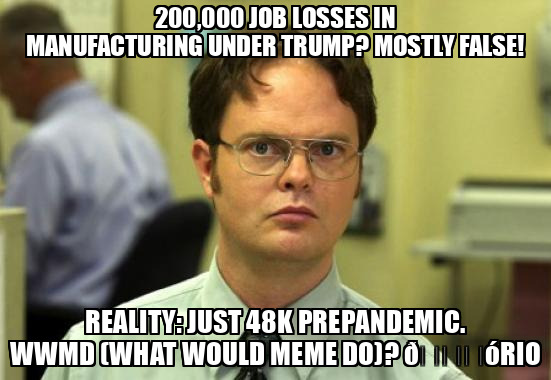 200,000 JOB LOSSES IN
MANUFACTURING UNDER TRUMP? MOSTLY FALSE!
REALITY: JUST 48K PREPANDEMIC.
WWMD (WHAT WOULD MEME DO)?